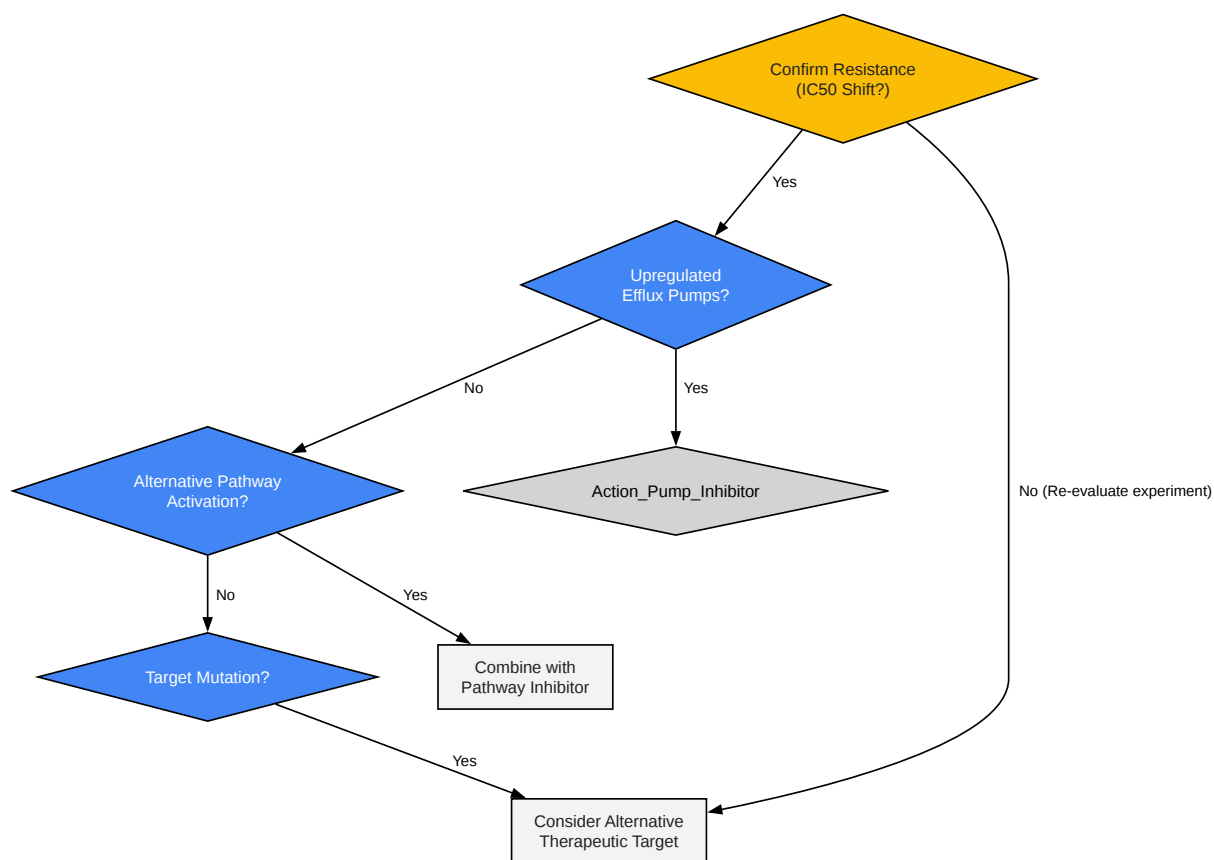 Confirm Resistance
(IC50 Shift?)
Yes
Upregulated
Efflux Pumps?
No
Yes
Alternative Pathway
Activation?
Action_Pump_Inhibitor
No (Re-evaluate experiment)
No
Yes
Target Mutation?
Combine with
Pathway Inhibitor
Yes
Consider Alternative
Therapeutic Target